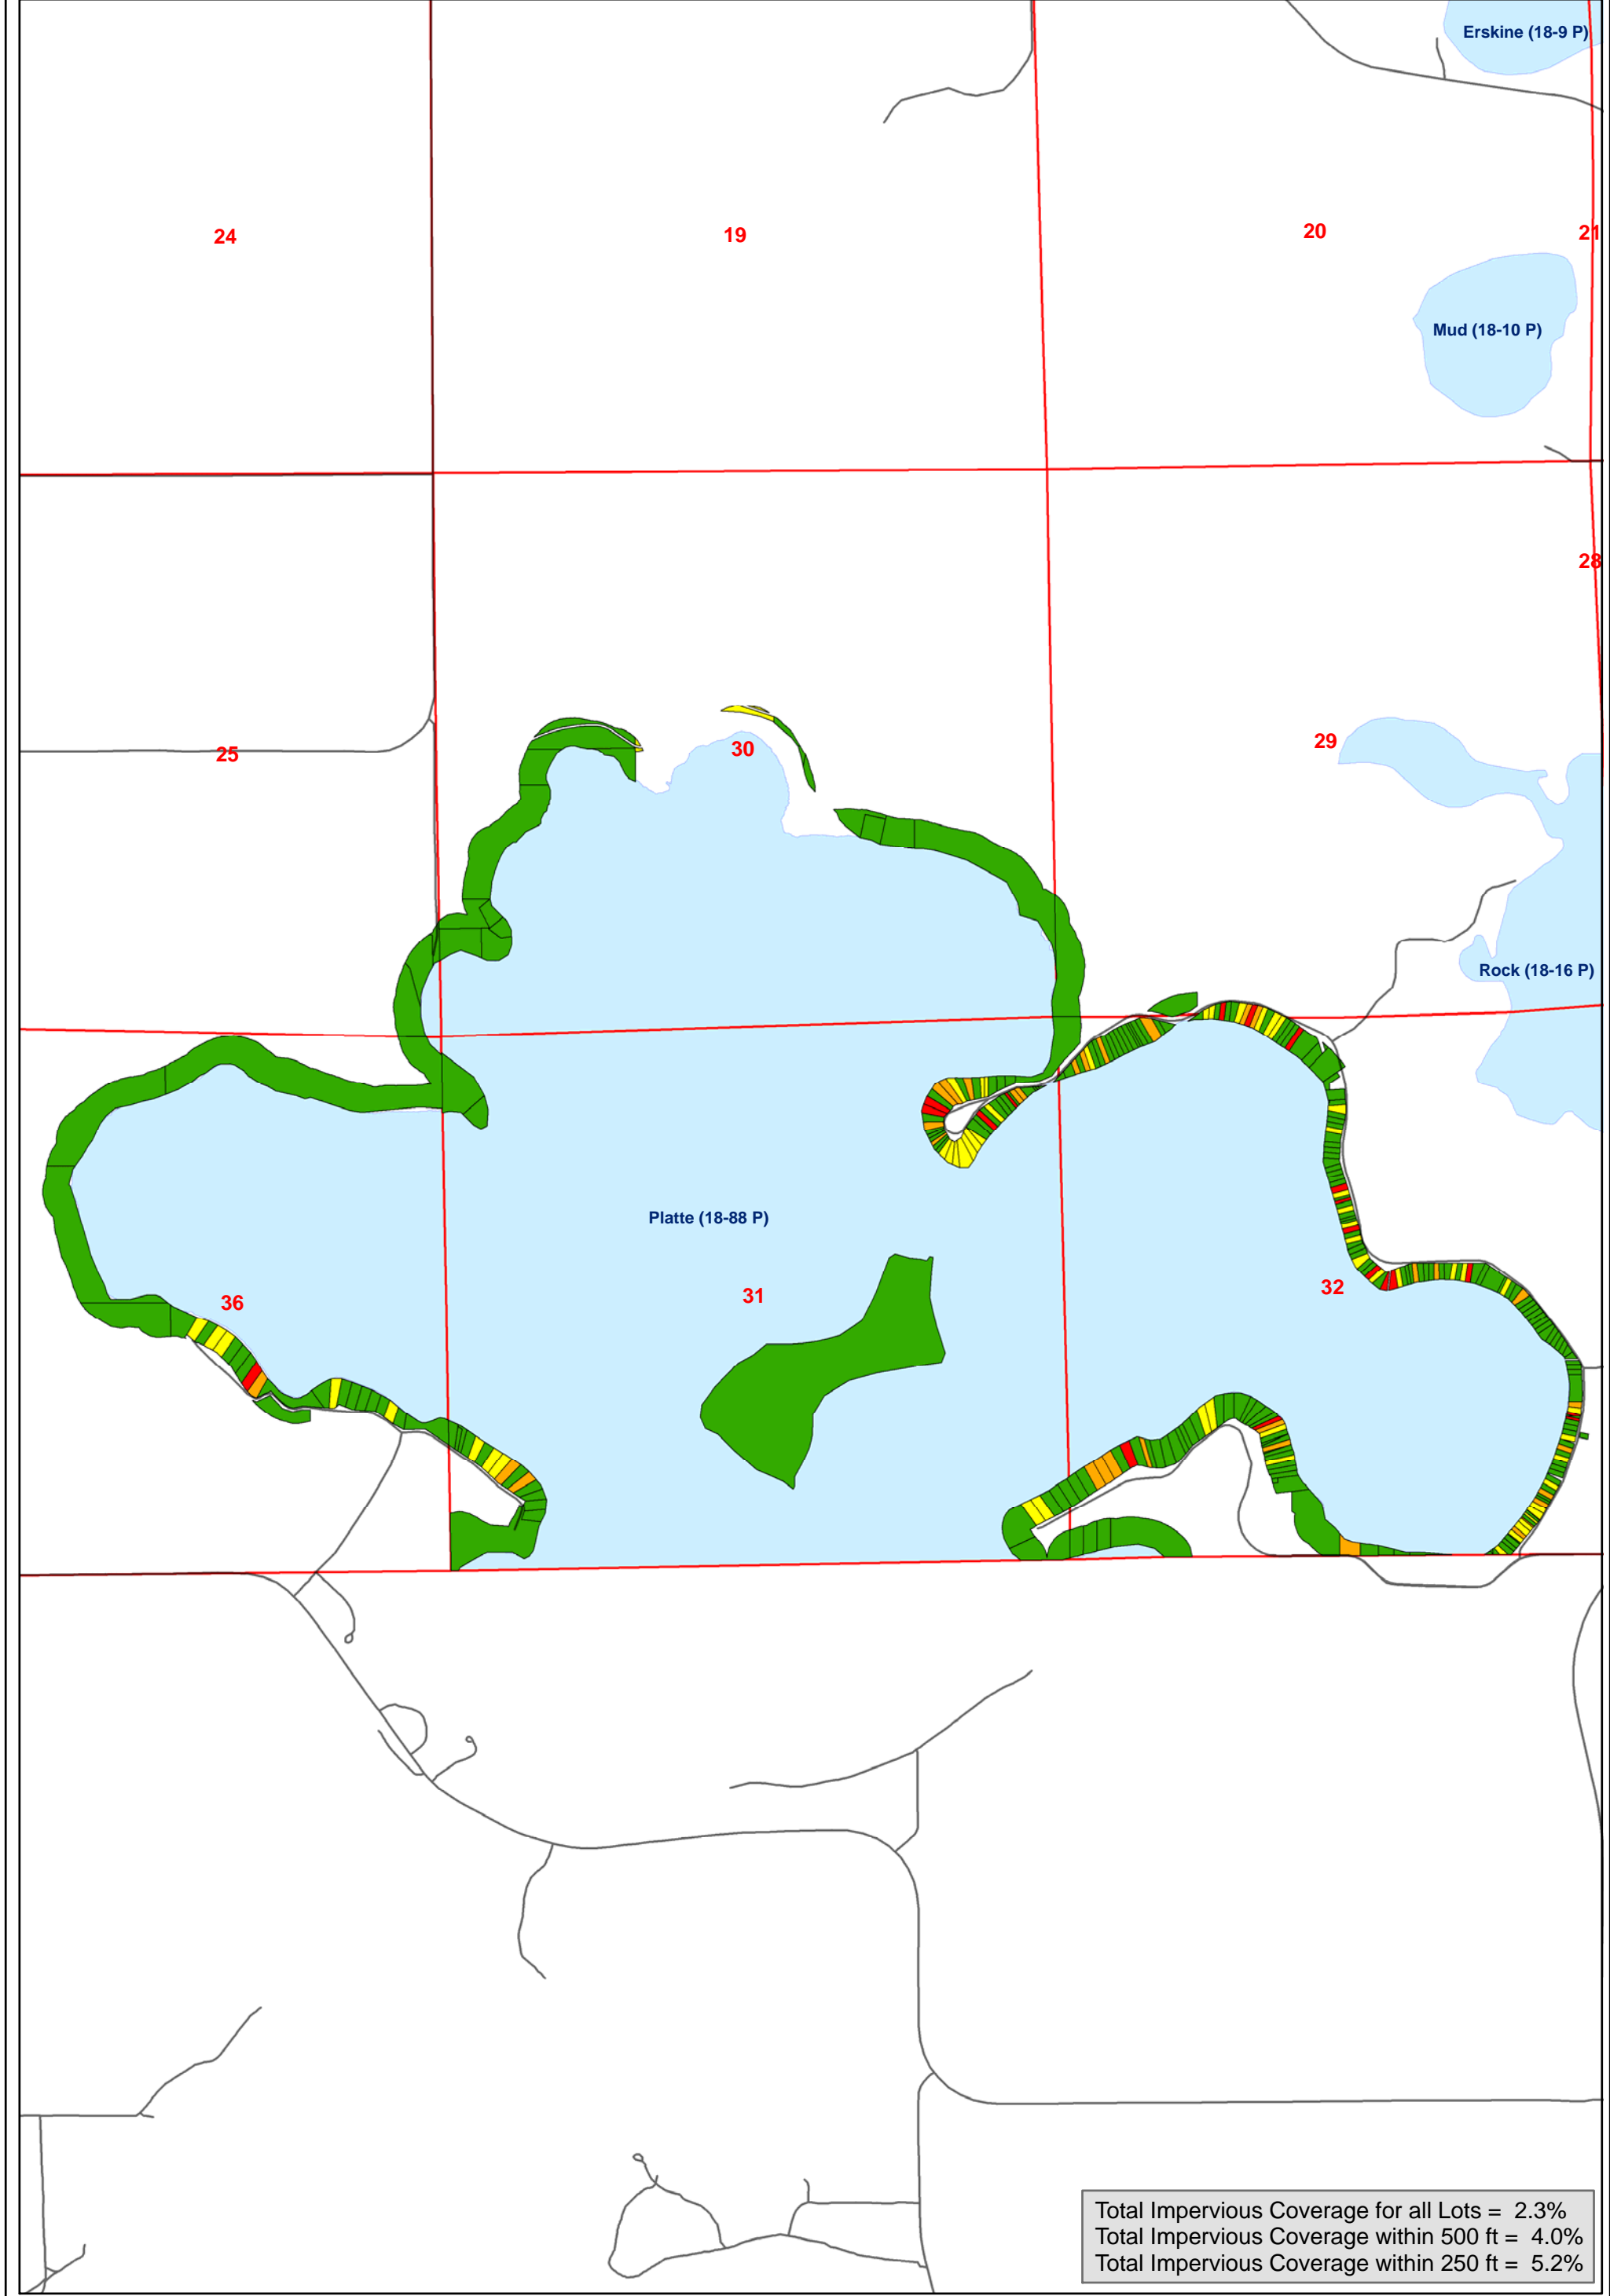 Erskine (18-9 P)
24
19
20
21
Mud (18-10 P)
28
25
30
29
Rock (18-16 P)
Platte (18-88 P)
36
31
32
Total Impervious Coverage for all Lots = 2.3%
Total Impervious Coverage within 500 ft = 4.0%
Total Impervious Coverage within 250 ft = 5.2%